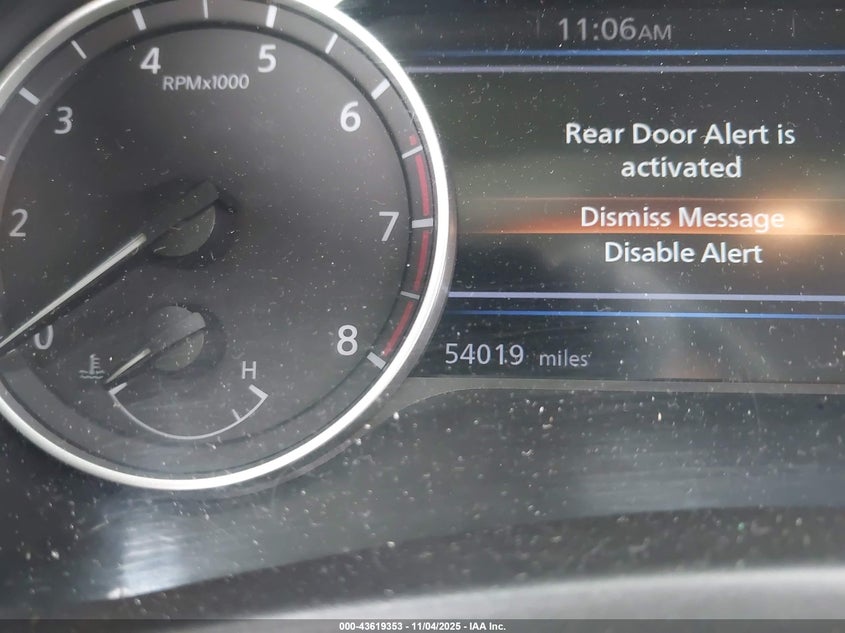 11:06AM
4
5
RPMx1000
3
6
Rear Door Alert is
activated
2
7
Dismiss Message
Disable Alert
0
8
54019 miles
H
000-43619353 - 11/04/2025 - IAA Inc.